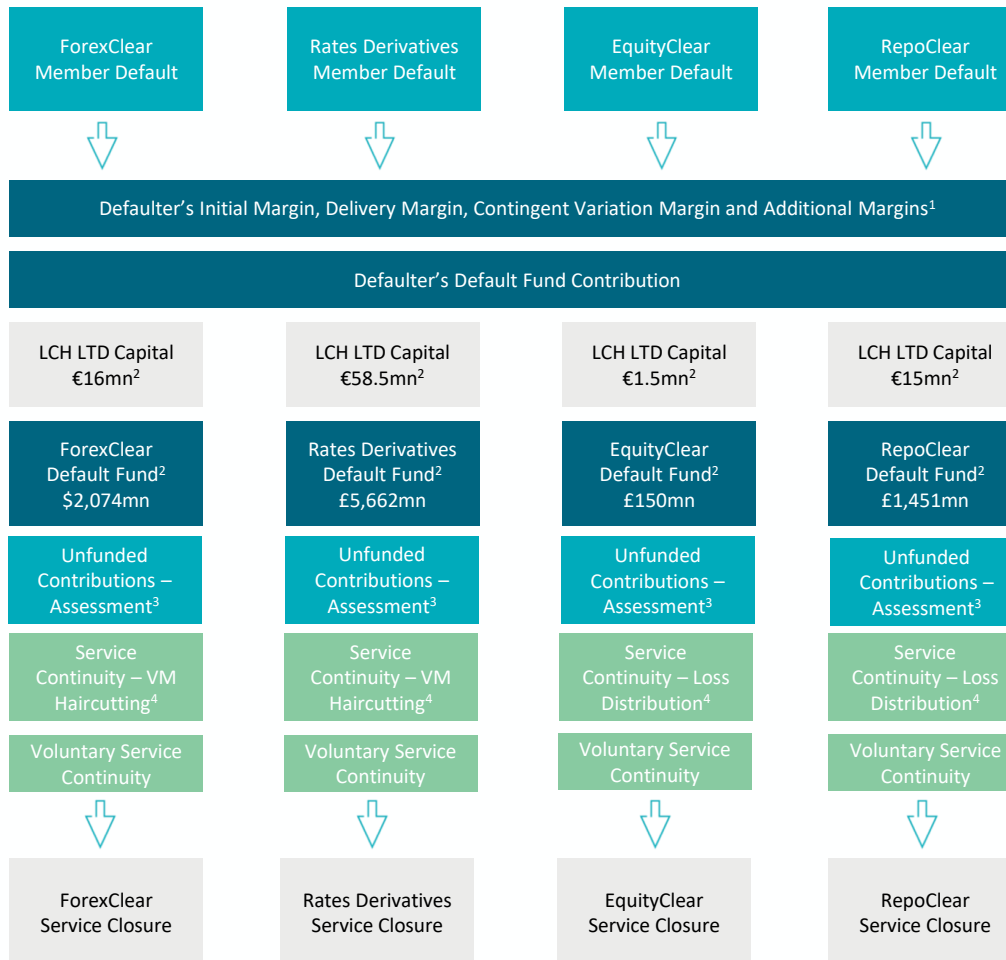 ForexClear
Member Default
Rates Derivatives
Member Default
EquityClear
Member Default
RepoClear
Member Default
Defaulter's Initial Margin, Delivery Margin, Contingent Variation Margin and Additional Margins¹
Defaulter's Default Fund Contribution
LCH LTD Capital
€16mn²
LCH LTD Capital
€58.5mn²
LCH LTD Capital
€1.5mn²
LCH LTD Capital
€15mn²
ForexClear
Default Fund²
$2,074mn
Rates Derivatives
Default Fund²
£5,662mn
EquityClear
Default Fund²
£150mn
RepoClear
Default Fund²
£1,451mn
Unfunded
Contributions –
Assessment³
Unfunded
Contributions –
Assessment³
Unfunded
Contributions –
Assessment³
Unfunded
Contributions –
Assessment³
Service
Continuity – VM
Haircutting⁴
Service
Continuity – VM
Haircutting⁴
Service
Continuity – Loss
Distribution⁴
Service
Continuity – Loss
Distribution⁴
Voluntary Service
Continuity
Voluntary Service
Continuity
Voluntary Service
Continuity
Voluntary Service
Continuity
ForexClear
Service Closure
Rates Derivatives
Service Closure
EquityClear
Service Closure
RepoClear
Service Closure